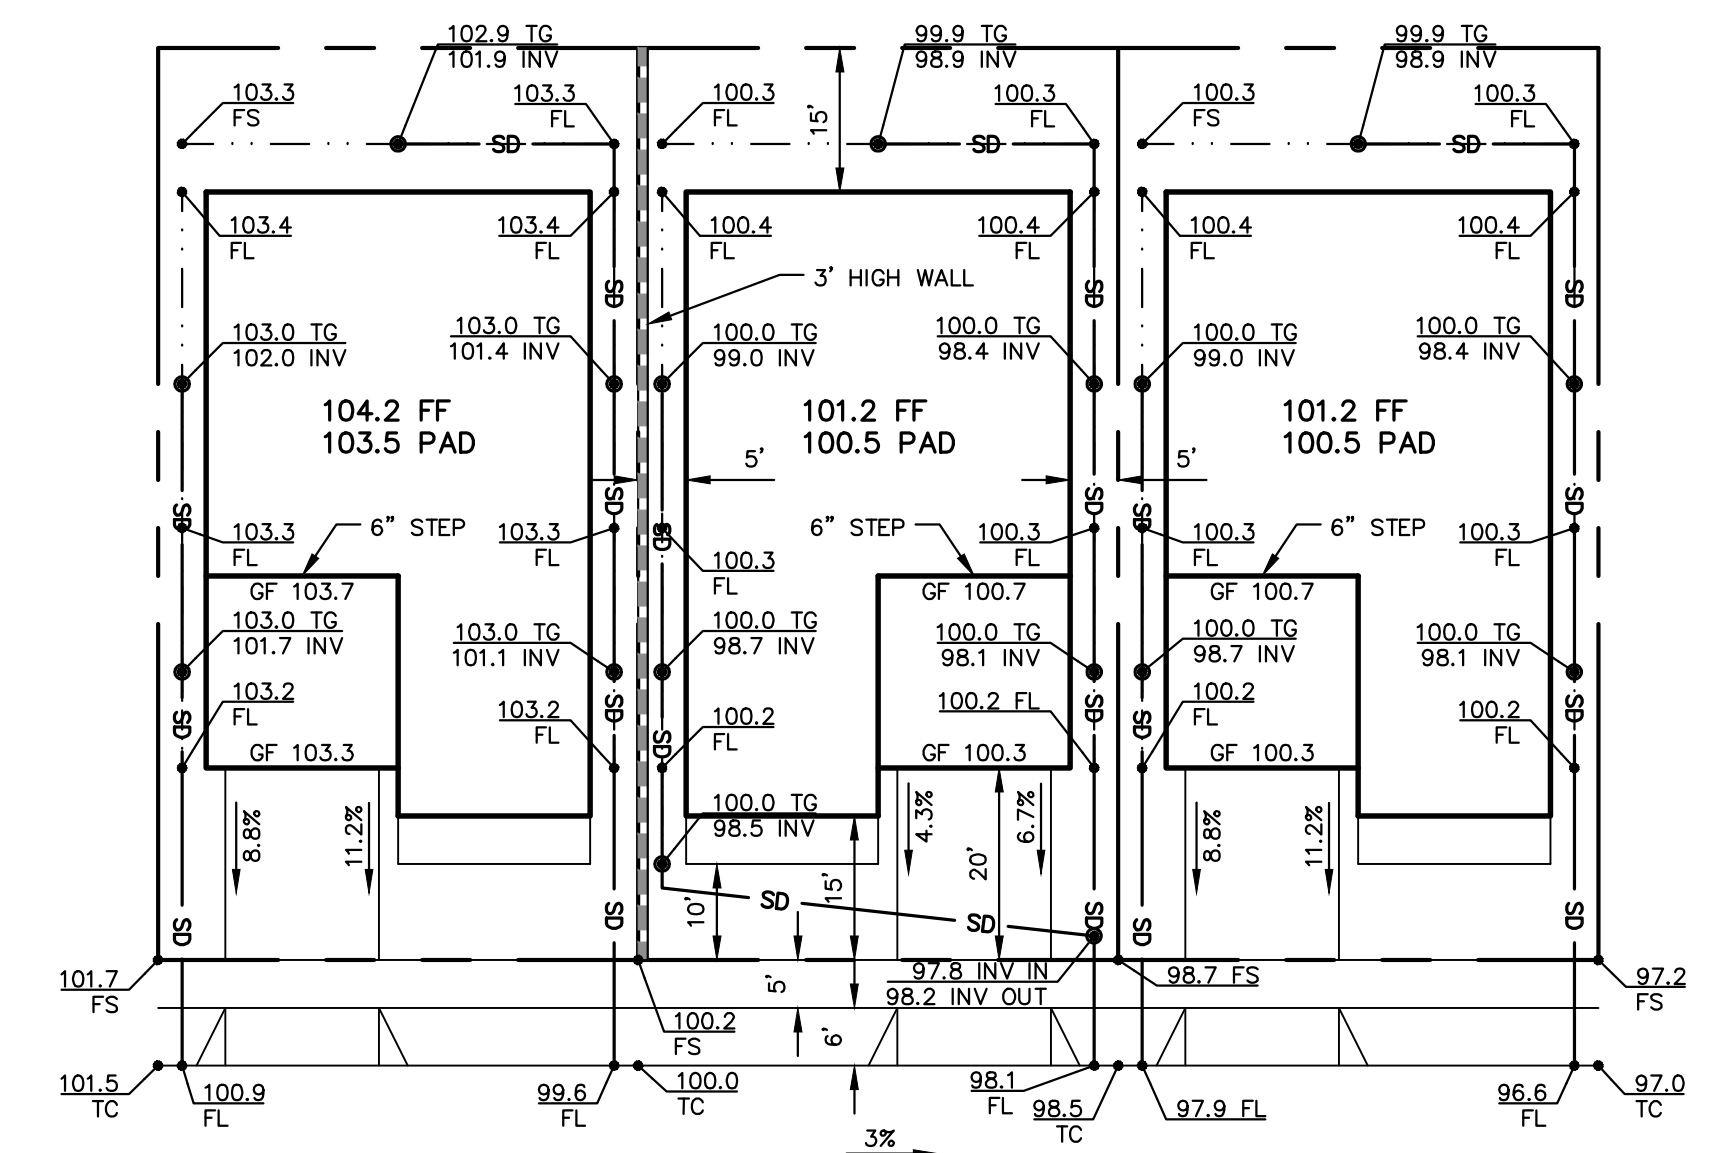 102.9 TG
101.9 INV
99.9 TG
98.9 INV
99.9 TG
98.9 INV
103.3
FS
103.3
FL
100.3
FL
15'
100.3
FL
100.3
FS
100.3
FL
SD
SD
SD
103.4
FL
103.4
FL
100.4
FL
100.4
FL
100.4
FL
100.4
FL
3' HIGH WALL
SD
SD
SD
103.0 TG
102.0 INV
103.0 TG
101.4 INV
100.0 TG
99.0 INV
100.0 TG
98.4 INV
100.0 TG
99.0 INV
100.0 TG
98.4 INV
104.2 FF
103.5 PAD
101.2 FF
100.5 PAD
101.2 FF
100.5 PAD
5'
5'
SD
SD
SD
SD
SD
SD
103.3
FL
6" STEP
103.3
FL
100.3
FL
6" STEP
100.3
FL
100.3
FL
6" STEP
100.3
FL
GF 103.7
GF 100.7
GF 100.7
103.0 TG
101.7 INV
103.0 TG
101.1 INV
100.0 TG
98.7 INV
100.0 TG
98.1 INV
100.0 TG
98.7 INV
100.0 TG
98.1 INV
103.2
FL
103.2
FL
100.2
FL
100.2 FL
100.2
FL
100.2
FL
SD
SD
SD
SD
SD
SD
GF 103.3
GF 100.3
GF 100.3
8.8%
11.2%
100.0 TG
98.5 INV
4.3%
6.7%
8.8%
11.2%
10'
15'
20'
SD
SD
SD
SD
SD
SD
SD
101.7
FS
5'
97.8 INV IN
98.2 INV OUT
98.7 FS
97.2
FS
100.2
FS
6'
101.5
TC
100.9
FL
99.6
FL
100.0
TC
98.1
FL
98.5
TC
97.9 FL
96.6
FL
97.0
TC
3%